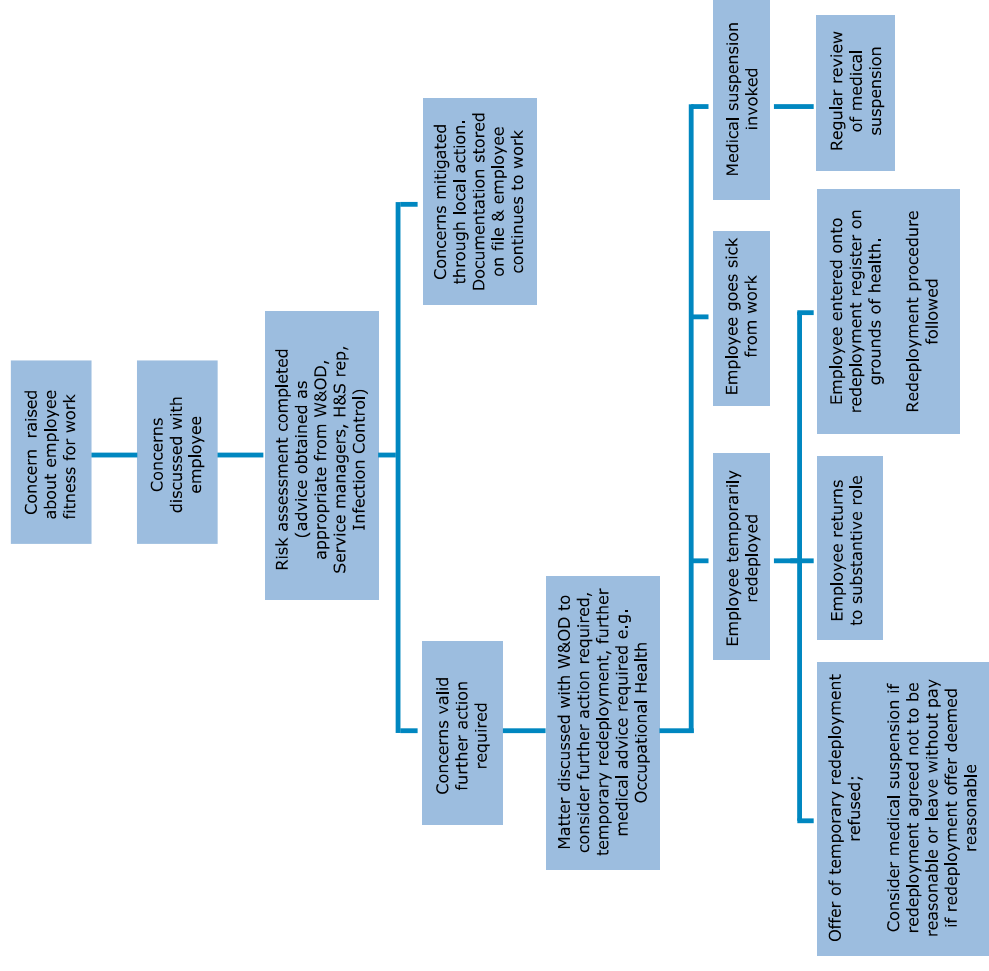 Concern raised
about employee
fitness for work
Concerns
discussed with
employee
Risk assessment completed
(advice obtained as
appropriate from W&OD,
Service managers, H&S rep,
Infection Control)
Concerns valid
further action
required
Concerns mitigated
through local action.
Documentation stored
on file & employee
continues to work
Matter discussed with W&OD to
consider further action required,
temporary redeployment, further
medical advice required e.g.
Occupational Health
Employee temporarily
redeployed
Employee goes sick
from work
Medical suspension
invoked
Offer of temporary redeployment
refused;
Consider medical suspension if
redeployment agreed not to be
reasonable or leave without pay
if redeployment offer deemed
reasonable
Employee returns
to substantive role
Employee entered onto
redeployment register on
grounds of health.
Redeployment procedure
followed
Regular review
of medical
suspension